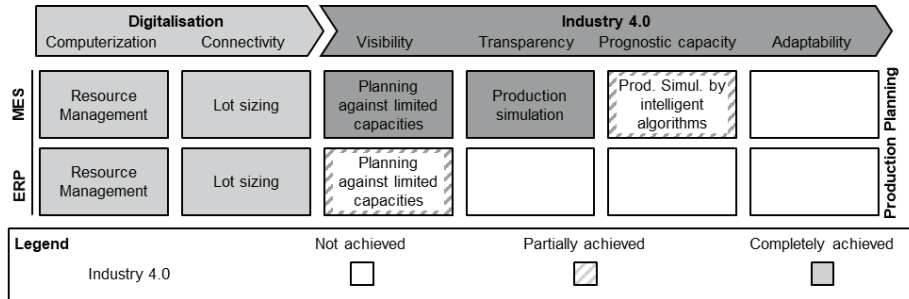 Digitalisation
Industry 4.0
Computerization
Connectivity
Visibility
Transparency
Prognostic capacity
Adaptability
MES
Resource
Management
Lot sizing
Planning
against limited
capacities
Production
simulation
Prod. Simul. by
intelligent
algorithms
ERP
Resource
Management
Lot sizing
Planning
against limited
capacities
Production Planning
Legend
Not achieved
Partially achieved
Completely achieved
Industry 4.0